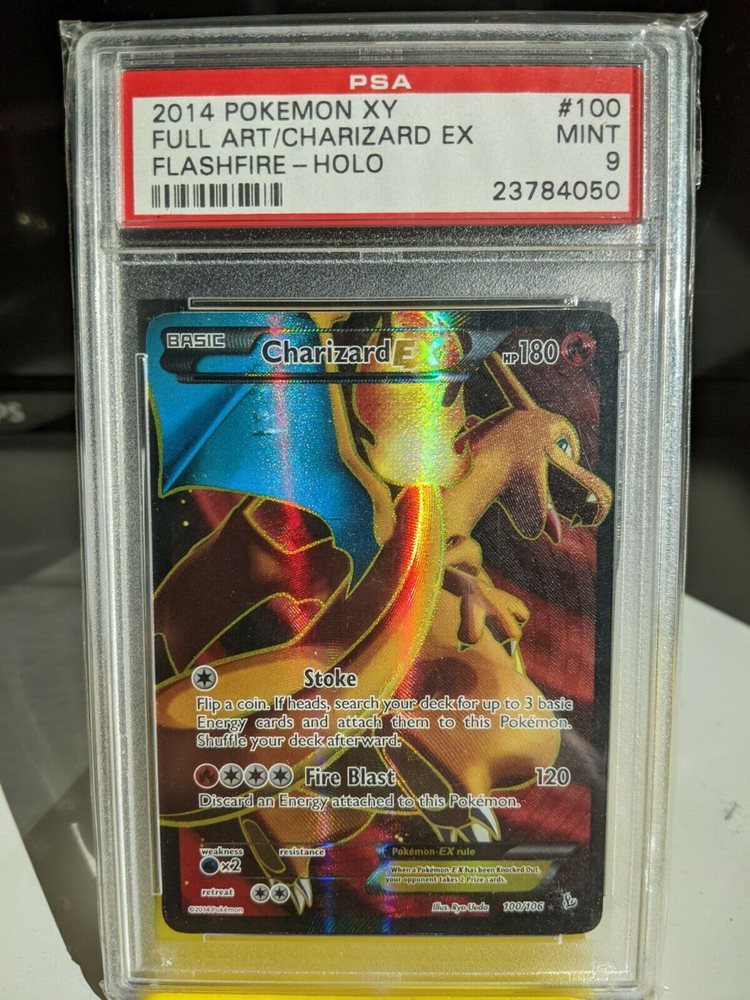 PSA
2014 POKEMON XY #100
FULL ART/CHARIZARD EX MINT
FLASHFIRE-HOLO 9
23784050
BASIC Charizard EX HP180
Stoke
Flip a coin. If heads, search your deck for up to 3 basic
Energy cards and attach them to this Pokémon.
Shuffle your deck afterward.
Fire Blast 120
Discard an Energy attached to this Pokémon.
weakness resistance Pokémon-EX rule
×2 When a Pokémon-EX has been Knocked Out,
your opponent takes 2 Prize cards.
retreat
©2014 Pokémon Illus. Ryo Ueda 100/106